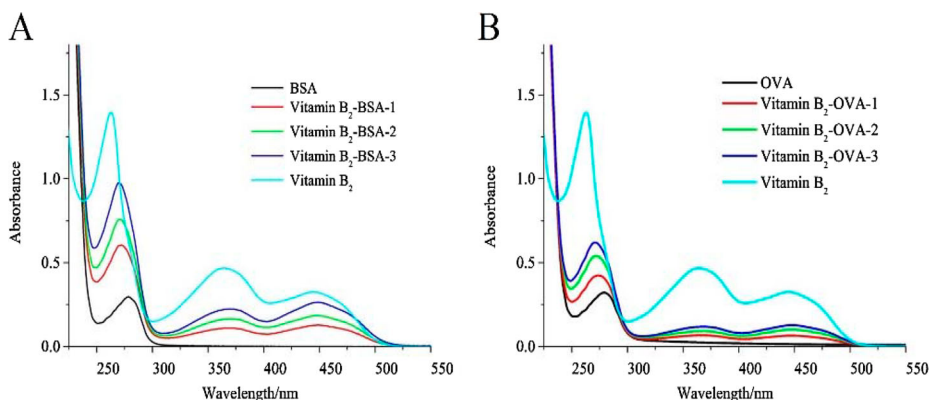 A
1.5
1.0
0.5
0.0
Absorbance
BSA
Vitamin B2-BSA-1
Vitamin B2-BSA-2
Vitamin B2-BSA-3
Vitamin B2
250 300 350 400 450 500 550
Wavelength/nm
B
1.5
1.0
0.5
0.0
Absorbance
OVA
Vitamin B2-OVA-1
Vitamin B2-OVA-2
Vitamin B2-OVA-3
Vitamin B2
250 300 350 400 450 500 550
Wavelength/nm